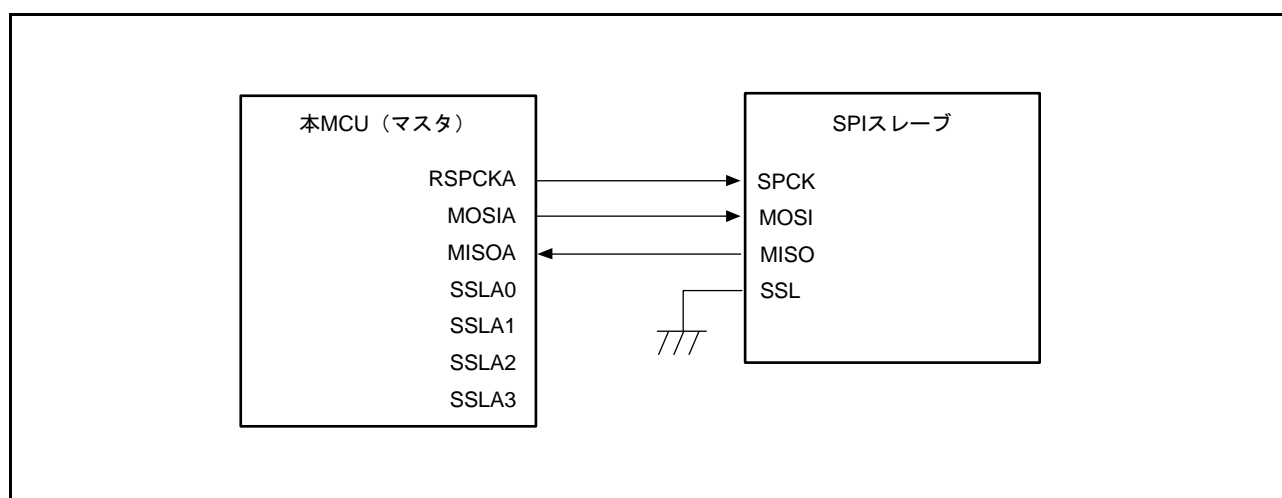 本MCU（マスタ）
RSPCKA
MOSIA
MISOA
SSLA0
SSLA1
SSLA2
SSLA3
SPIスレーブ
SPCK
MOSI
MISO
SSL